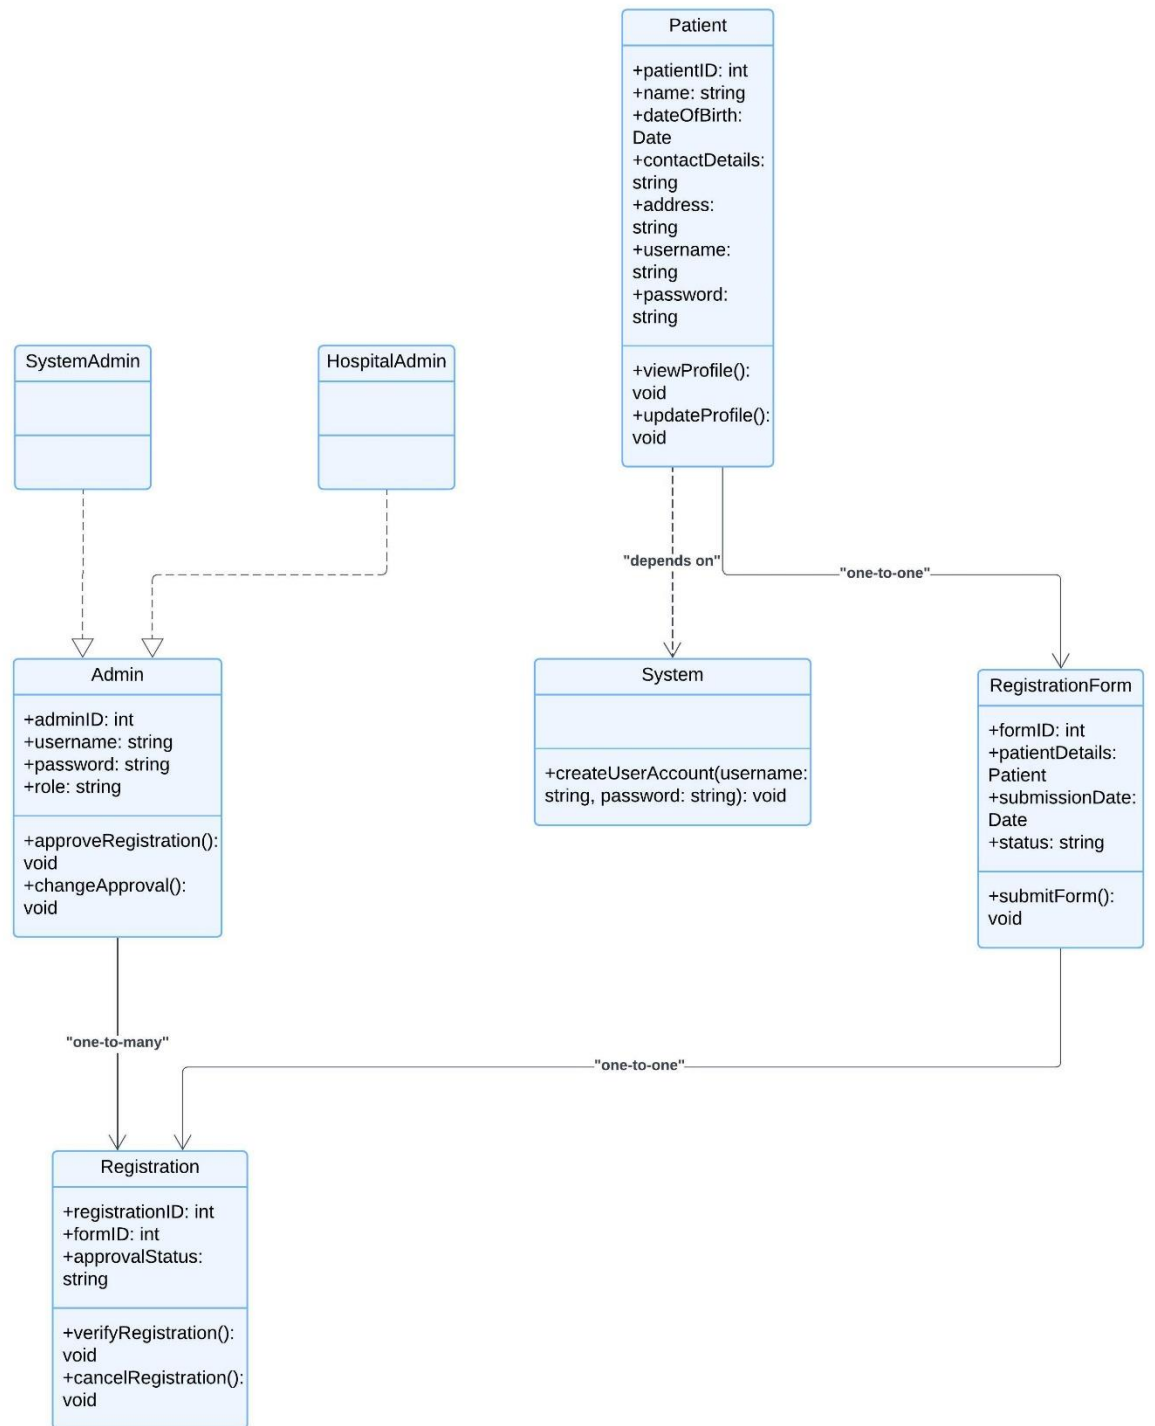 Patient
+patientID: int
+name: string
+dateOfBirth:
Date
+contactDetails:
string
+address:
string
+username:
string
+password:
string
+viewProfile():
void
+updateProfile():
void
SystemAdmin
HospitalAdmin
"depends on"
"one-to-one"
Admin
+adminID: int
+username: string
+password: string
+role: string
+approveRegistration():
void
+changeApproval():
void
System
+createUserAccount(username:
string, password: string): void
RegistrationForm
+formID: int
+patientDetails:
Patient
+submissionDate:
Date
+status: string
+submitForm():
void
"one-to-many"
"one-to-one"
Registration
+registrationID: int
+formID: int
+approvalStatus:
string
+verifyRegistration():
void
+cancelRegistration():
void